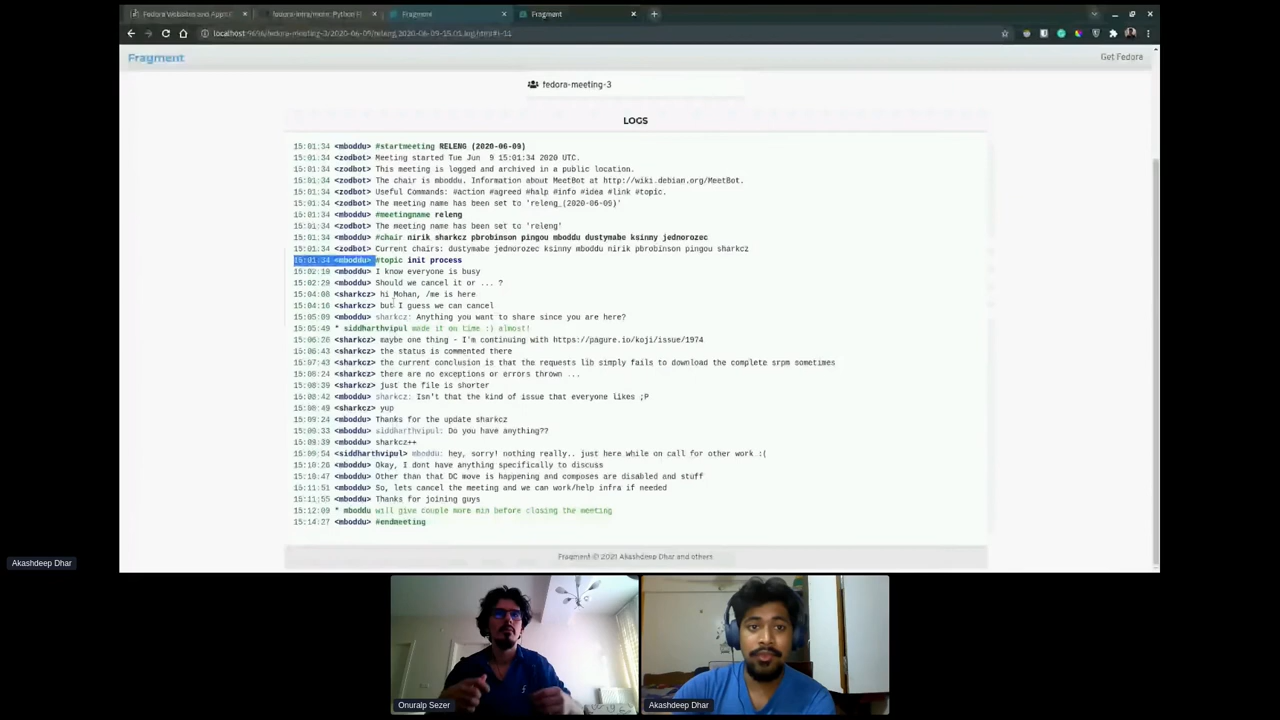 Fedora Websites and Apps
fedora-infra/mote: Python Fl
Fragment
Fragment
Fragment
Get Fedora
fedora-meeting-3
LOGS
15:01:34 <mboddu> #startmeeting RELENG (2020-06-09)
15:01:34 <zodbot> Meeting started Tue Jun 9 15:01:34 2020 UTC.
15:01:34 <zodbot> This meeting is logged and archived in a public location.
15:01:34 <zodbot> The chair is mboddu. Information about MeetBot at http://wiki.debian.org/MeetBot.
15:01:34 <zodbot> Useful Commands: #action #agreed #halp #info #idea #link #topic.
15:01:34 <zodbot> The meeting name has been set to 'releng_(2020-06-09)'
15:01:34 <mboddu> #meetingname releng
15:01:34 <zodbot> The meeting name has been set to 'releng'
15:01:34 <mboddu> #chair nirik sharkcz pbrobinson pingou mboddu dustymabe ksinny jednorozec
15:01:34 <zodbot> Current chairs: dustymabe jednorozec ksinny mboddu nirik pbrobinson pingou sharkcz
15:01:34 <mboddu> #topic init process
15:02:10 <mboddu> I know everyone is busy
15:02:29 <mboddu> Should we cancel it or ... ?
15:04:08 <sharkcz> hi Mohan, /me is here
15:04:16 <sharkcz> but I guess we can cancel
15:05:09 <mboddu> sharkcz: Anything you want to share since you are here?
15:05:49 * siddharthvipul made it on time :) almost!
15:06:26 <sharkcz> maybe one thing - I'm continuing with https://pagure.io/koji/issue/1974
15:06:43 <sharkcz> the status is commented there
15:07:43 <sharkcz> the current conclusion is that the requests lib simply fails to download the complete srpm sometimes
15:08:24 <sharkcz> there are no exceptions or errors thrown ...
15:08:39 <sharkcz> just the file is shorter
15:08:42 <mboddu> sharkcz: Isn't that the kind of issue that everyone likes ;P
15:08:49 <sharkcz> yup
15:09:24 <mboddu> Thanks for the update sharkcz
15:09:33 <mboddu> siddharthvipul: Do you have anything??
15:09:39 <mboddu> sharkcz++
15:09:54 <siddharthvipul> mboddu: hey, sorry! nothing really.. just here while on call for other work :(
15:10:26 <mboddu> Okay, I dont have anything specifically to discuss
15:10:47 <mboddu> Other than that DC move is happening and composes are disabled and stuff
15:11:51 <mboddu> So, lets cancel the meeting and we can work/help infra if needed
15:11:55 <mboddu> Thanks for joining guys
15:12:09 * mboddu will give couple more min before closing the meeting
15:14:27 <mboddu> #endmeeting
Fragment © 2021 Akashdeep Dhar and others
Akashdeep Dhar
Onuralp Sezer
Akashdeep Dhar